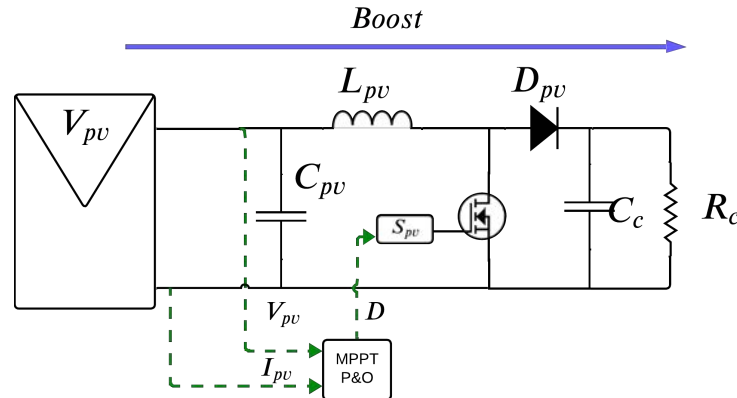 Boost
L_pv
D_pv
V_pv
C_pv
S_pv
C_c
R_c
V_pv
D
I_pv
MPPT
P&O